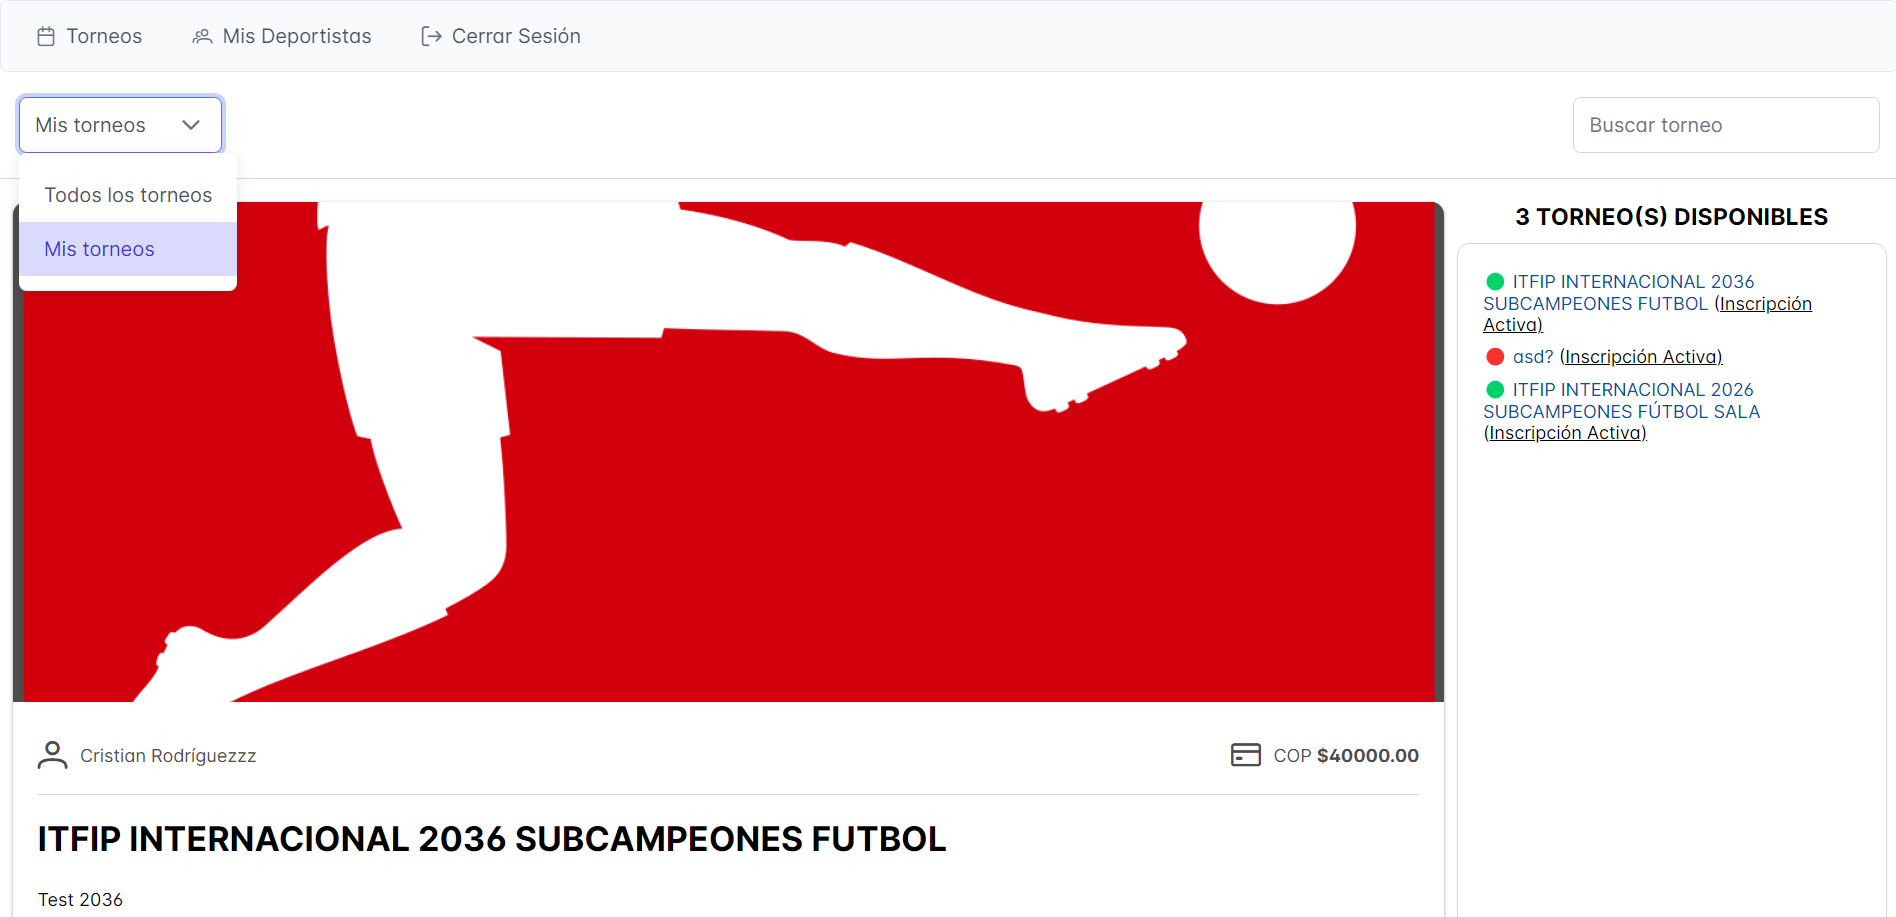 Torneos
Mis Deportistas
Cerrar Sesión
Mis torneos
Buscar torneo
Todos los torneos
Mis torneos
3 TORNEO(S) DISPONIBLES
ITFIP INTERNACIONAL 2036
SUBCAMPEONES FUTBOL (Inscripción
Activa)
asd? (Inscripción Activa)
ITFIP INTERNACIONAL 2026
SUBCAMPEONES FÚTBOL SALA
(Inscripción Activa)
Cristian Rodríguezzz
COP $40000.00
ITFIP INTERNACIONAL 2036 SUBCAMPEONES FUTBOL
Test 2036